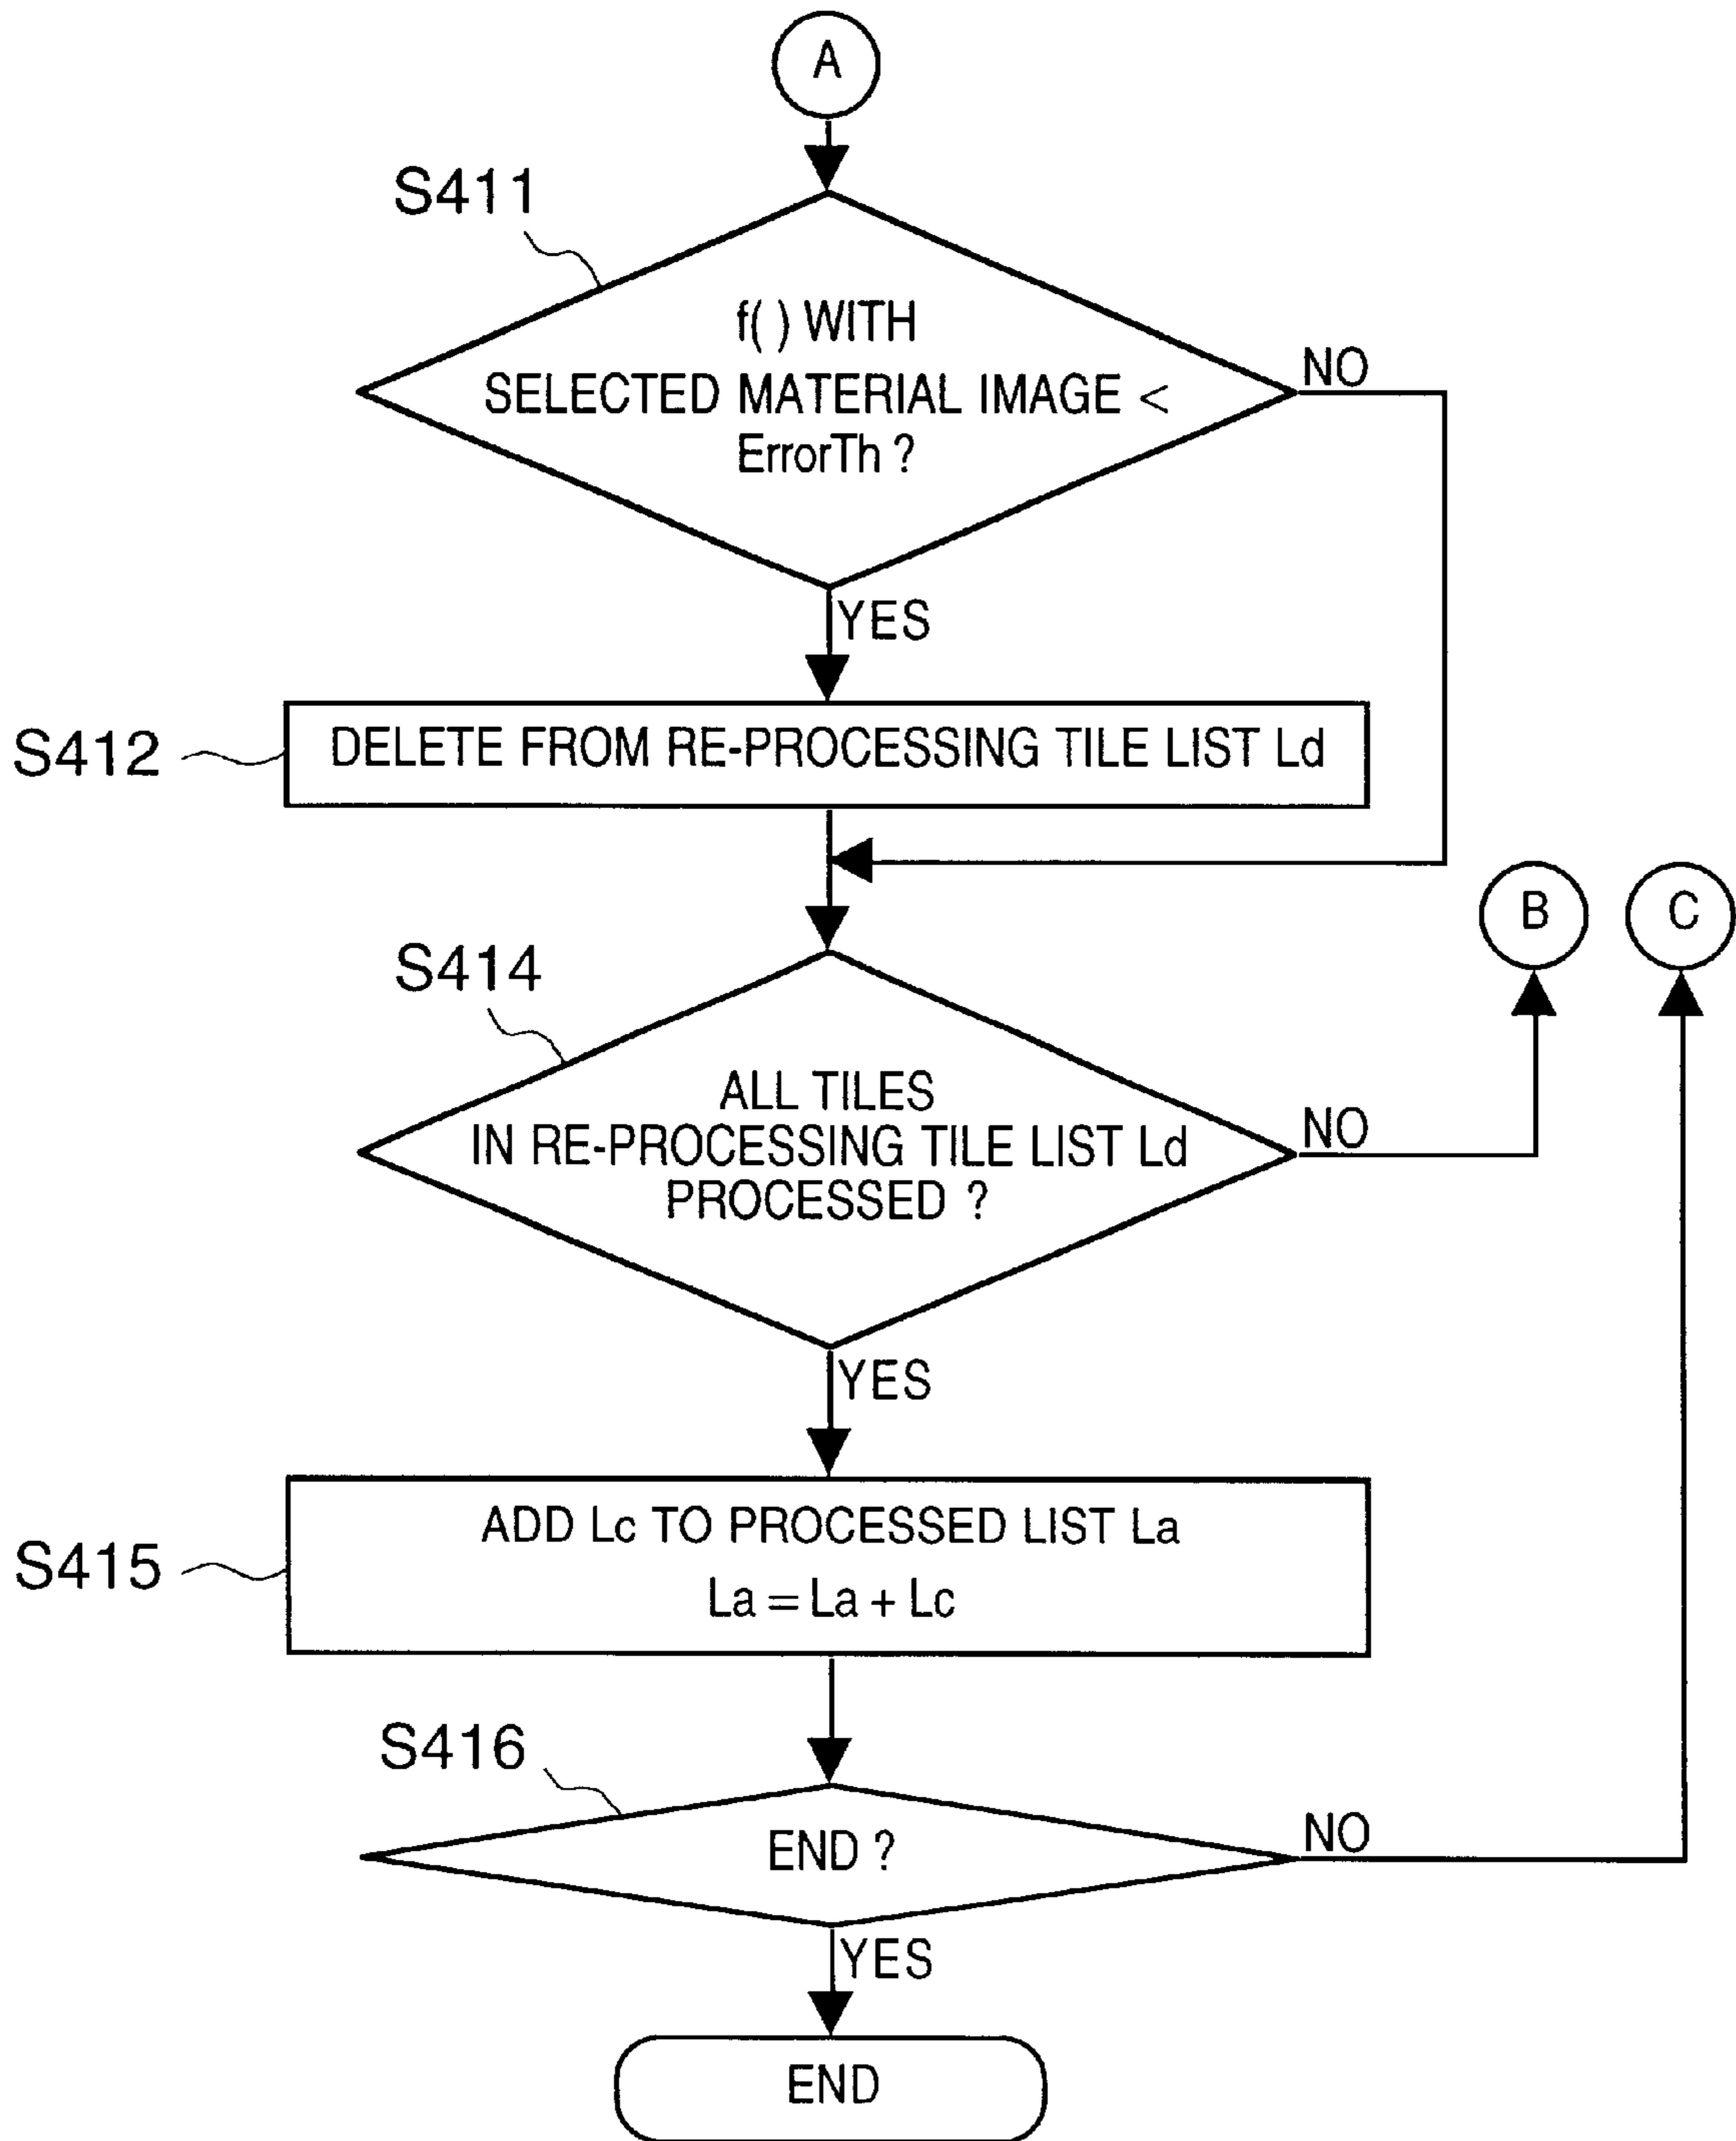 A
S411
f( ) WITH
SELECTED MATERIAL IMAGE <
ErrorTh ?
NO
YES
S412
DELETE FROM RE-PROCESSING TILE LIST Ld
B
C
S414
ALL TILES
IN RE-PROCESSING TILE LIST Ld
PROCESSED ?
NO
YES
S415
ADD Lc TO PROCESSED LIST La
La = La + Lc
S416
END ?
NO
YES
END